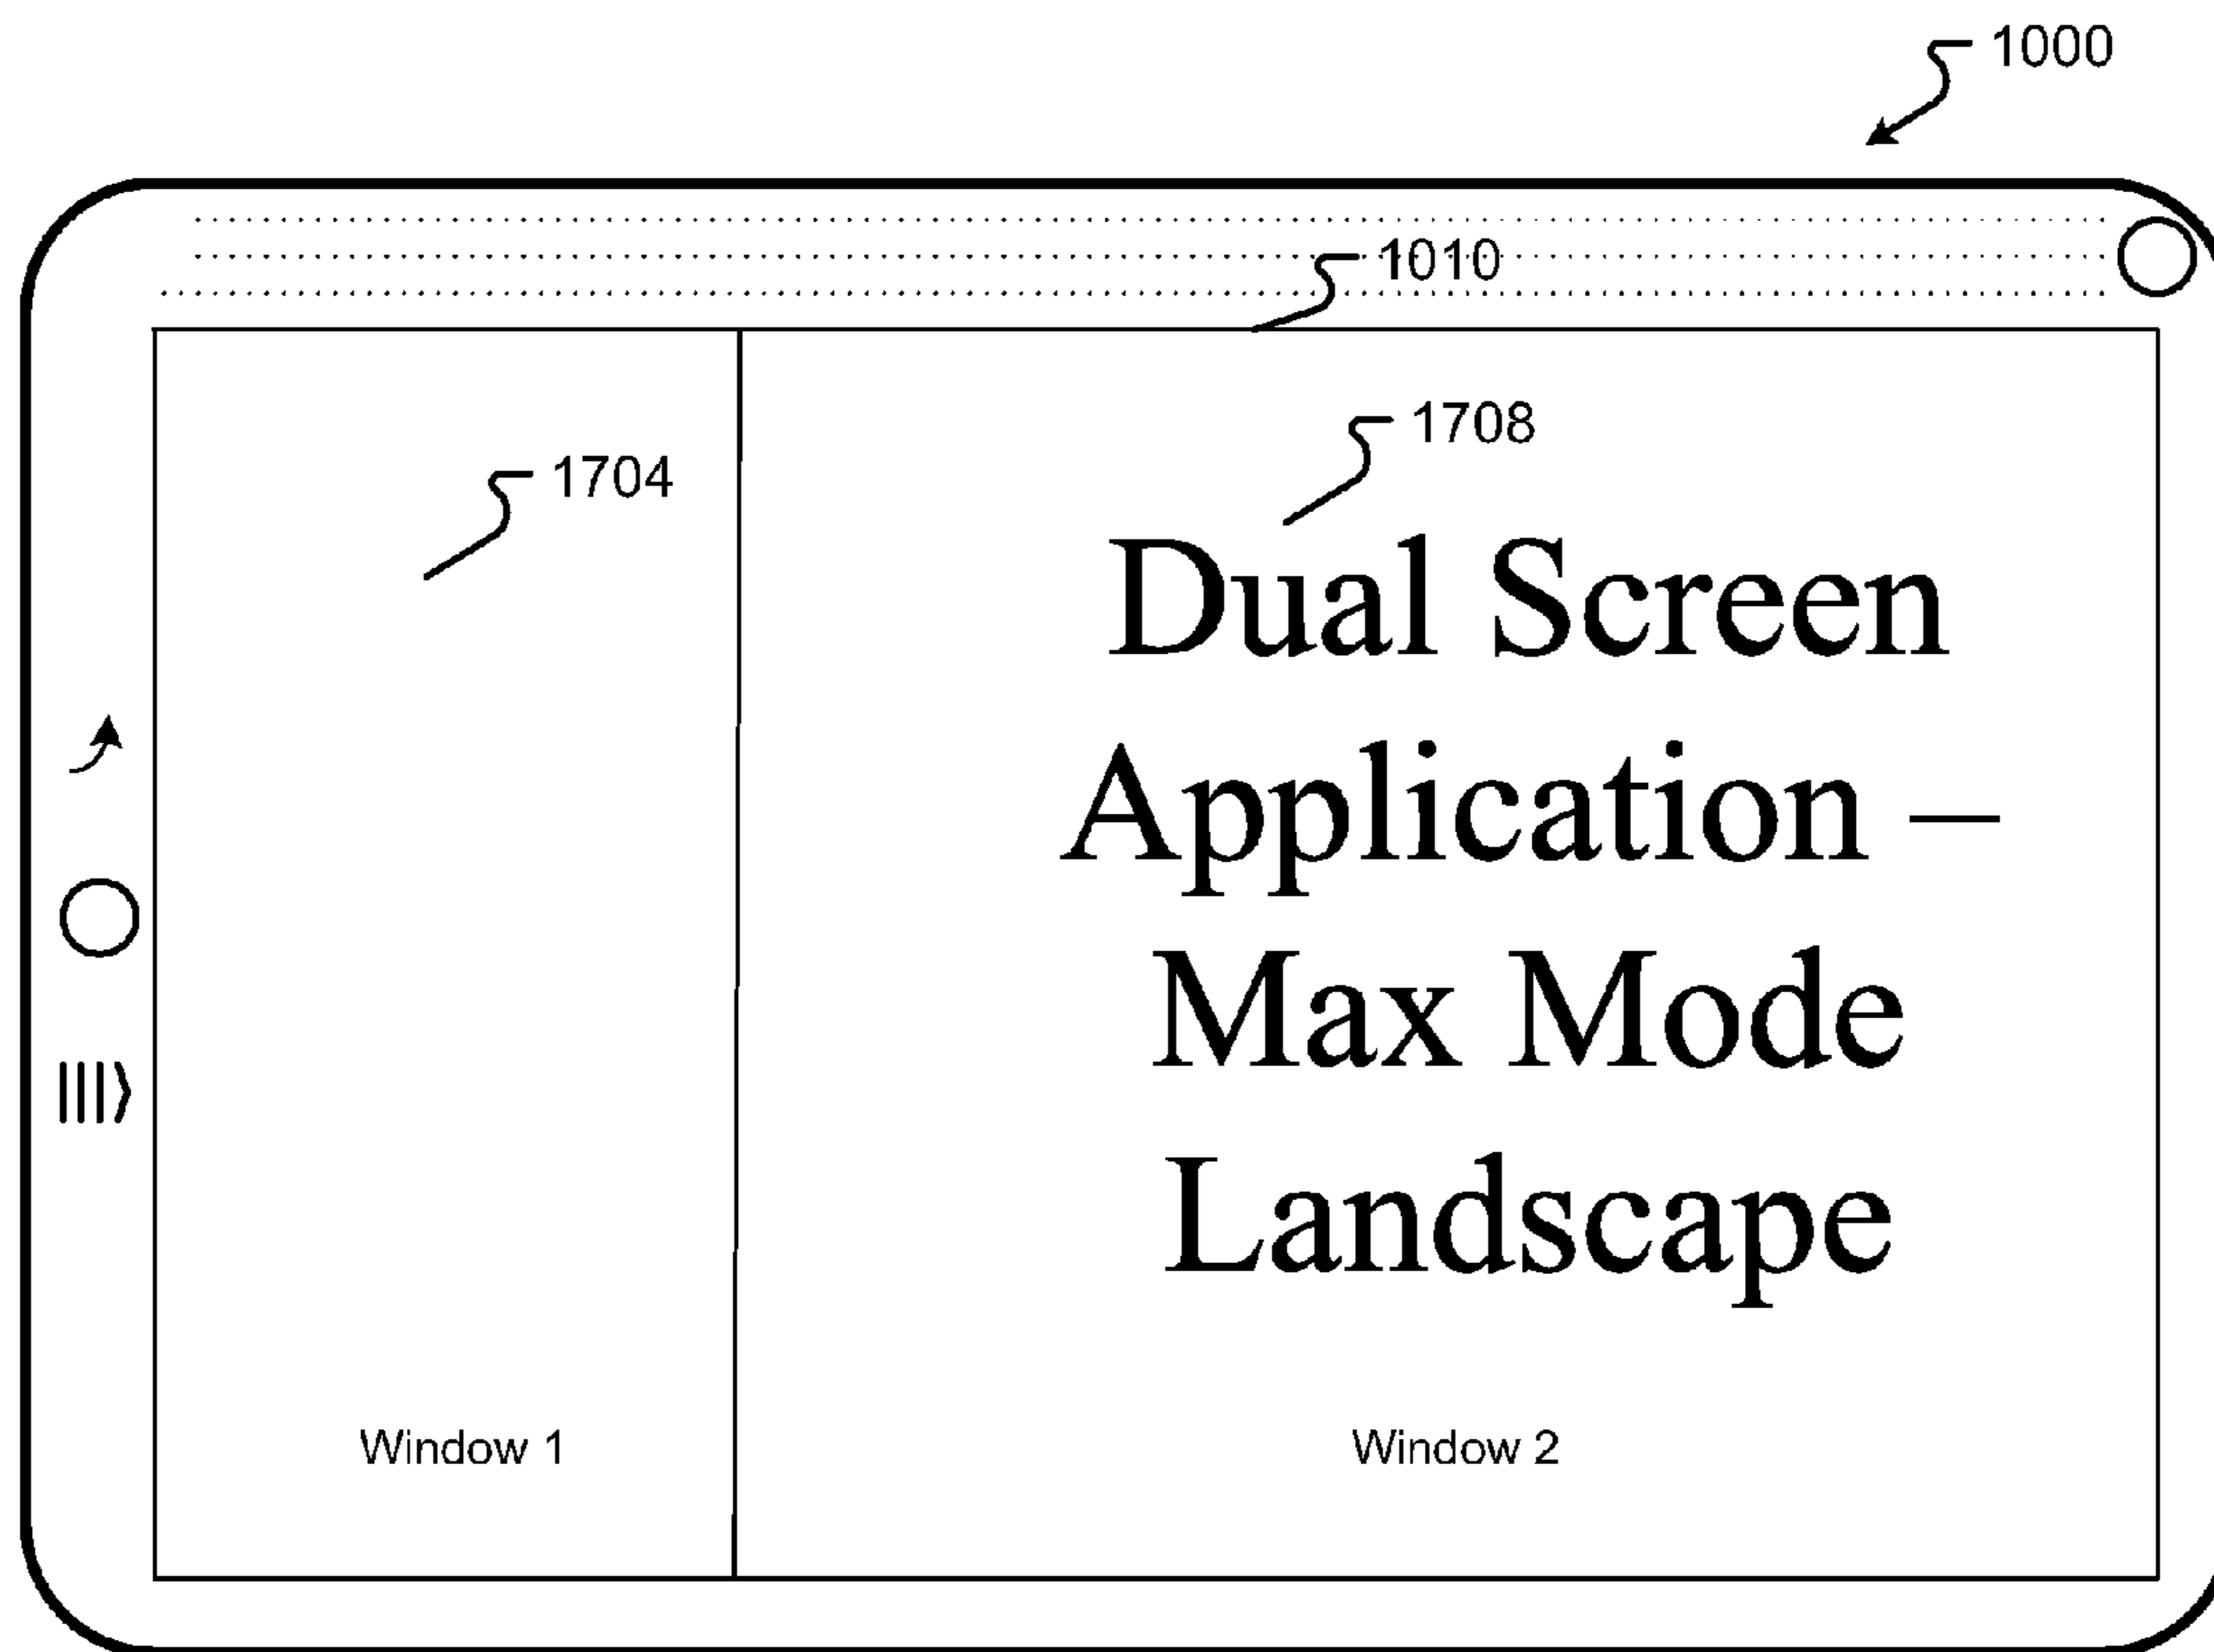 1000
1010
1708
1704
Dual Screen
Application –
Max Mode
Landscape
Window 1
Window 2